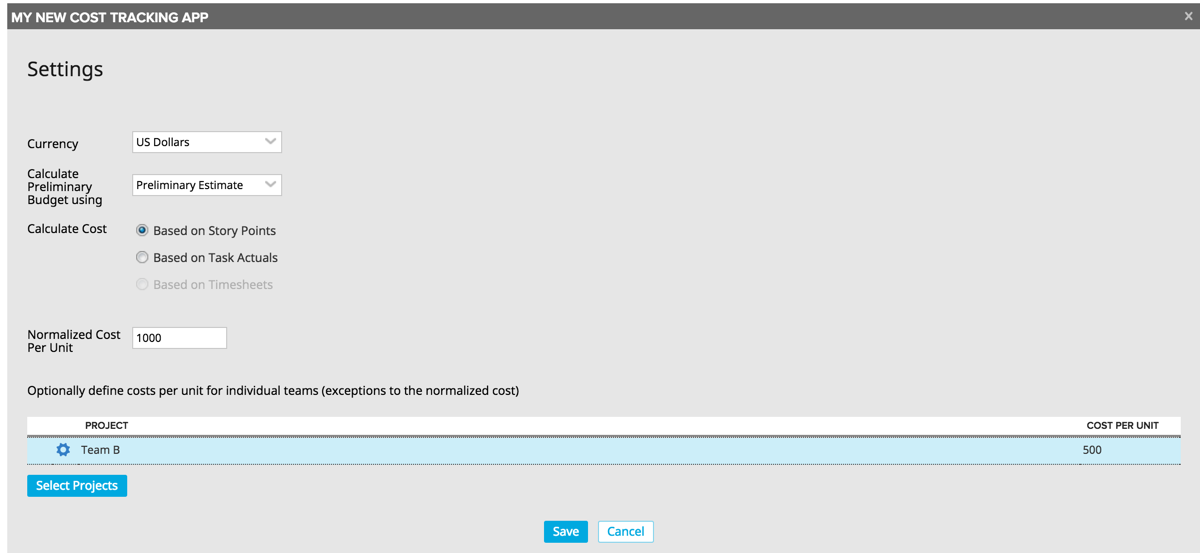 MY NEW COST TRACKING APP
x
Settings
Currency
US Dollars
Calculate
Preliminary
Budget using
Preliminary Estimate
Calculate Cost
Based on Story Points
Based on Task Actuals
Based on Timesheets
Normalized Cost
Per Unit
1000
Optionally define costs per unit for individual teams (exceptions to the normalized cost)
PROJECT COST PER UNIT
Team B 500
Select Projects
Save Cancel